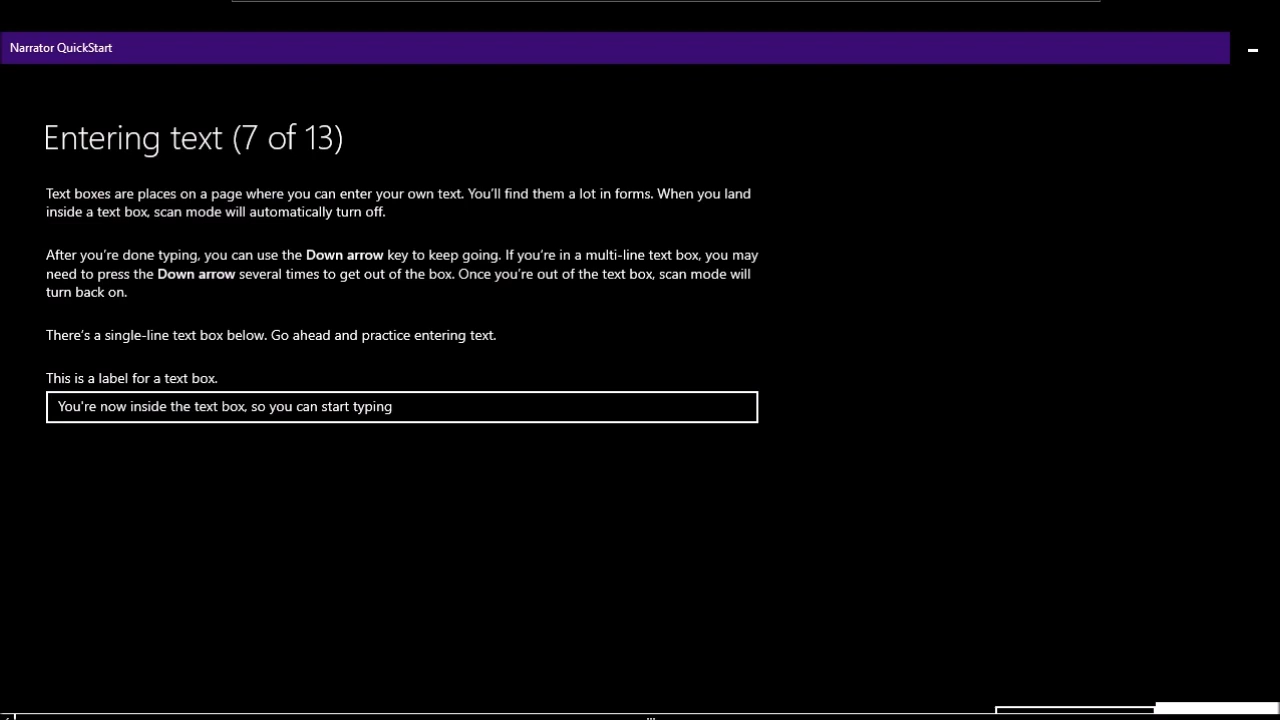 Narrator QuickStart
Entering text (7 of 13)
Text boxes are places on a page where you can enter your own text. You'll find them a lot in forms. When you land
inside a text box, scan mode will automatically turn off.
After you're done typing, you can use the Down arrow key to keep going. If you're in a multi-line text box, you may
need to press the Down arrow several times to get out of the box. Once you're out of the text box, scan mode will
turn back on.
There's a single-line text box below. Go ahead and practice entering text.
This is a label for a text box.
You're now inside the text box, so you can start typing